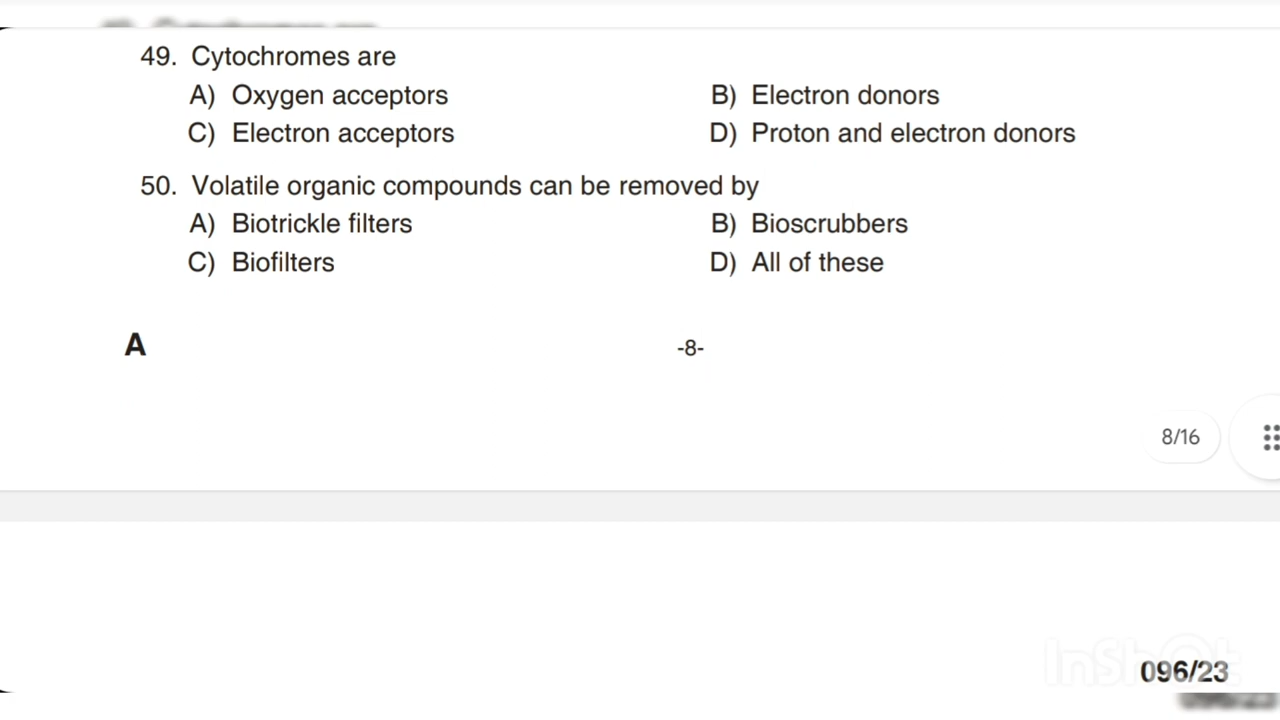 49. Cytochromes are
A) Oxygen acceptors B) Electron donors
C) Electron acceptors D) Proton and electron donors
50. Volatile organic compounds can be removed by
A) Biotrickle filters B) Bioscrubbers
C) Biofilters D) All of these
A -8-
8/16
InShOt
096/23